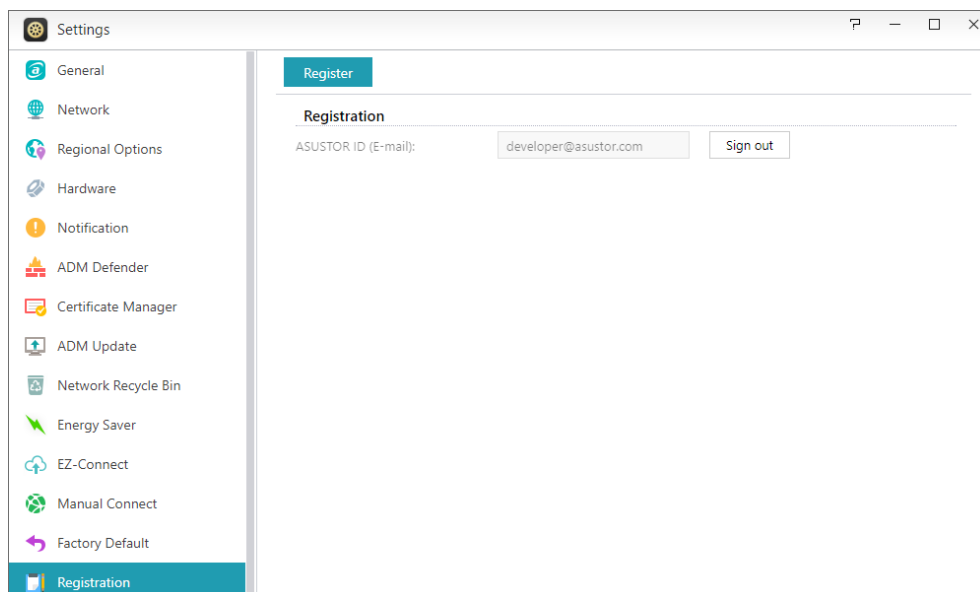 Settings
General
Network
Regional Options
Hardware
Notification
ADM Defender
Certificate Manager
ADM Update
Network Recycle Bin
Energy Saver
EZ-Connect
Manual Connect
Factory Default
Registration
Register
Registration
ASUSTOR ID (E-mail): developer@asustor.com Sign out